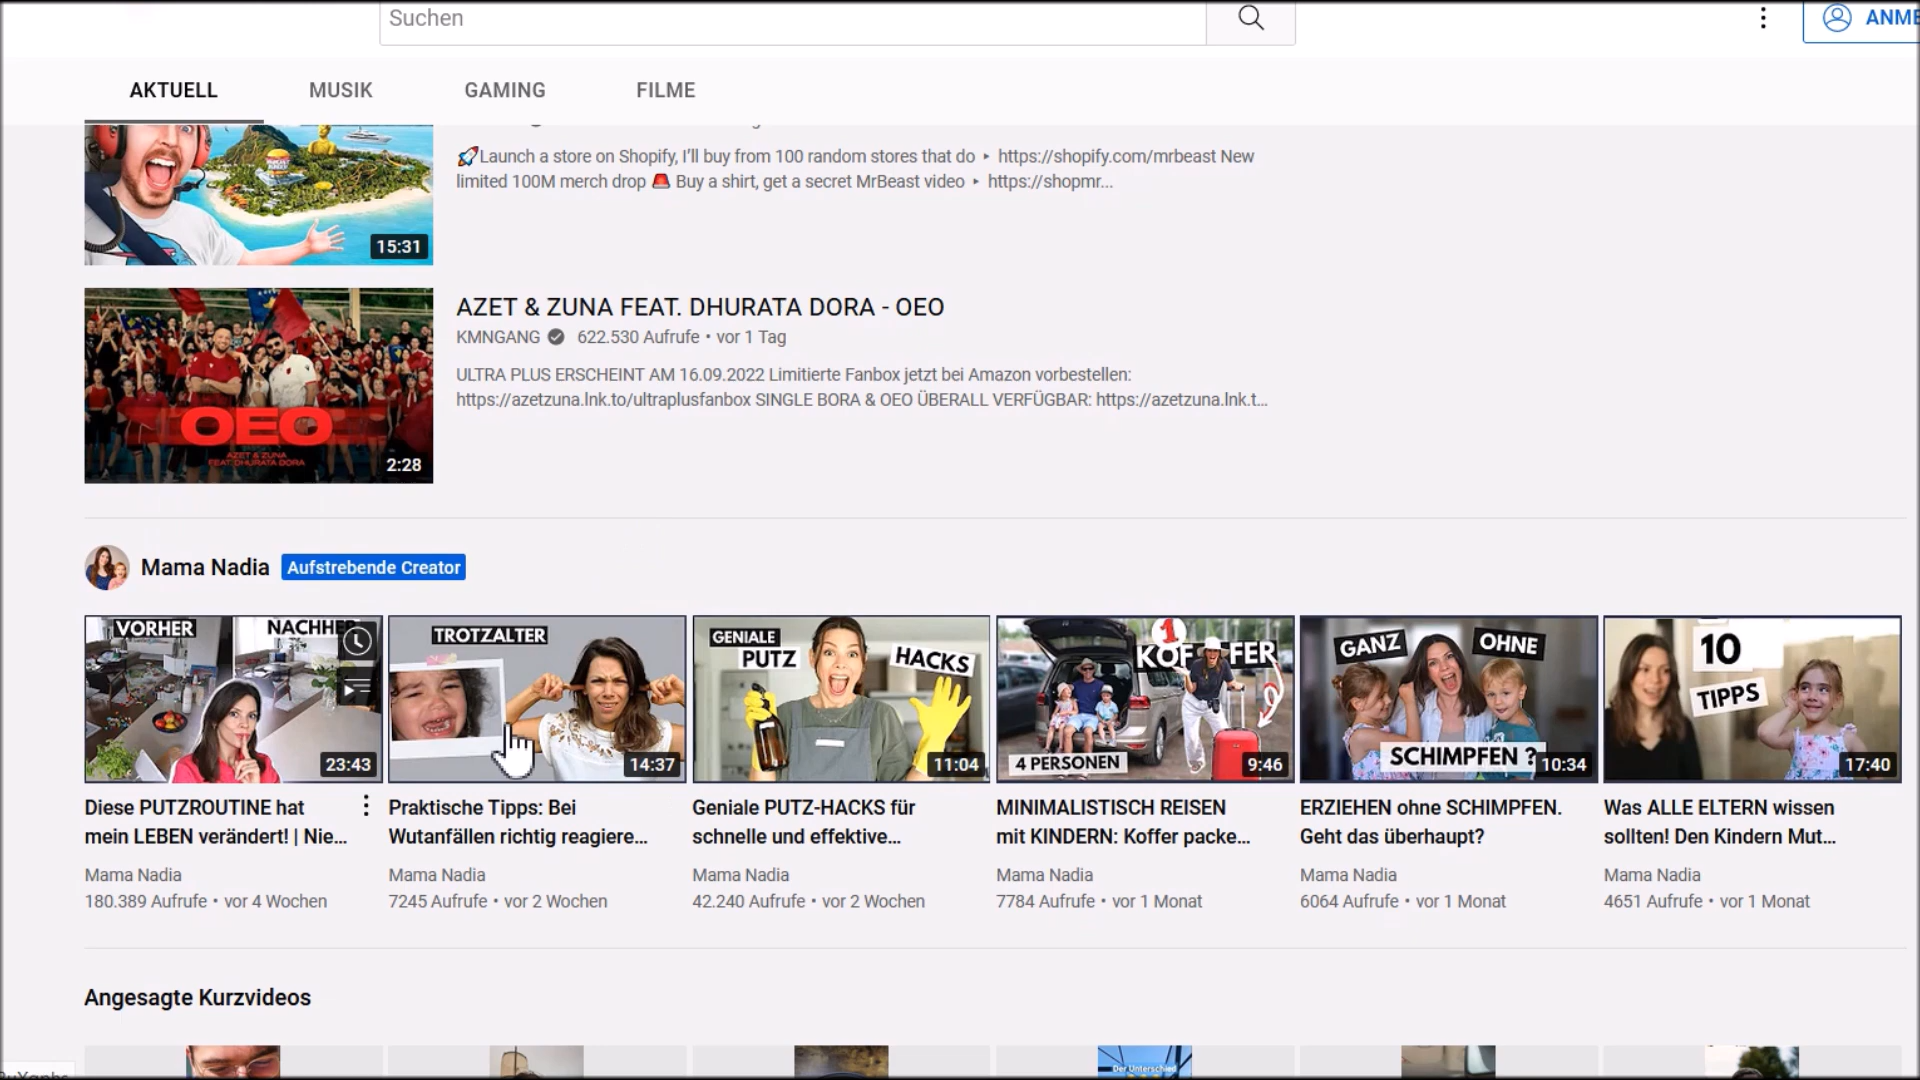 Suchen
ANME
AKTUELL MUSIK GAMING FILME
🚀Launch a store on Shopify, I'll buy from 100 random stores that do ‣ https://shopify.com/mrbeast New
limited 100M merch drop 🚨 Buy a shirt, get a secret MrBeast video ‣ https://shopmr...
15:31
AZET & ZUNA FEAT. DHURATA DORA - OEO
KMNGANG 622.530 Aufrufe • vor 1 Tag
ULTRA PLUS ERSCHEINT AM 16.09.2022 Limitierte Fanbox jetzt bei Amazon vorbestellen:
https://azetzuna.lnk.to/ultraplusfanbox SINGLE BORA & OEO ÜBERALL VERFÜGBAR: https://azetzuna.lnk.t...
OEO
AZET & ZUNA
FEAT. DHURATA DORA
2:28
Mama Nadia Aufstrebende Creator
VORHER NACHHER
23:43
TROTZALTER
14:37
GENIALE
PUTZ
HACKS
11:04
1
KOFFER
4 PERSONEN
9:46
GANZ OHNE
SCHIMPFEN ?
10:34
10
TIPPS
17:40
Diese PUTZROUTINE hat
mein LEBEN verändert! | Nie...
Mama Nadia
180.389 Aufrufe • vor 4 Wochen
Praktische Tipps: Bei
Wutanfällen richtig reagiere...
Mama Nadia
7245 Aufrufe • vor 2 Wochen
Geniale PUTZ-HACKS für
schnelle und effektive...
Mama Nadia
42.240 Aufrufe • vor 2 Wochen
MINIMALISTISCH REISEN
mit KINDERN: Koffer packe...
Mama Nadia
7784 Aufrufe • vor 1 Monat
ERZIEHEN ohne SCHIMPFEN.
Geht das überhaupt?
Mama Nadia
6064 Aufrufe • vor 1 Monat
Was ALLE ELTERN wissen
sollten! Den Kindern Mut...
Mama Nadia
4651 Aufrufe • vor 1 Monat
Angesagte Kurzvideos
Der Unterschied